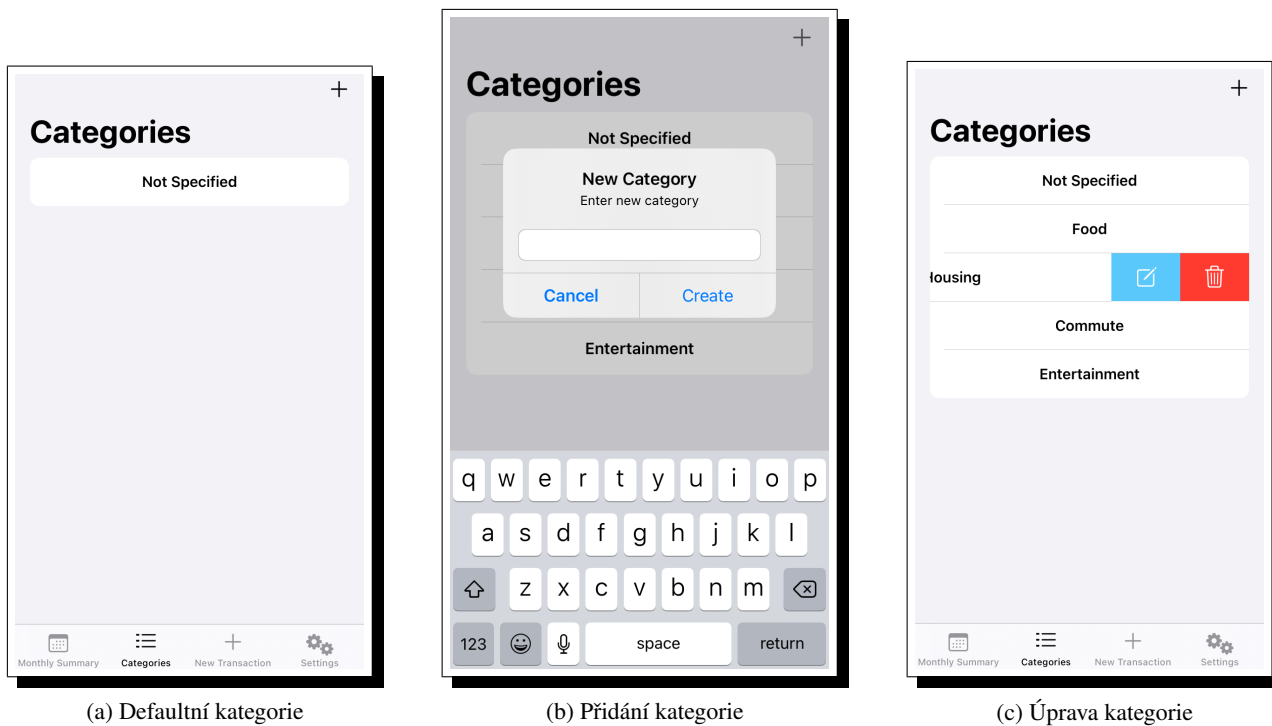 Categories
Not Specified
Monthly Summary
Categories
New Transaction
Settings
(a) Defaultní kategorie
Categories
Not Specified
New Category
Enter new category
Cancel
Create
Entertainment
q w e r t y u i o p
a s d f g h j k l
z x c v b n m
123 space return
(b) Přidání kategorie
Categories
Not Specified
Food
Housing
Commute
Entertainment
Monthly Summary
Categories
New Transaction
Settings
(c) Úprava kategorie